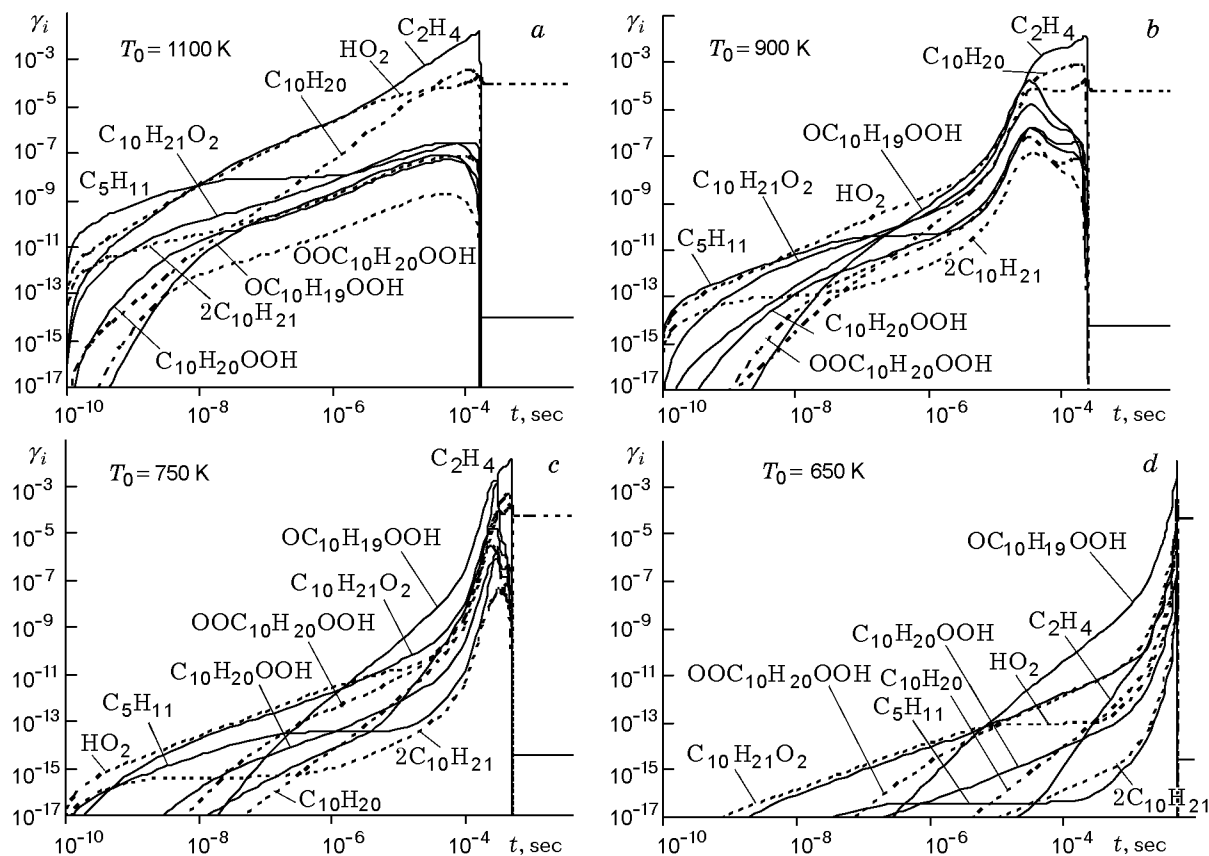 γi
10⁻³
10⁻⁵
10⁻⁷
10⁻⁹
10⁻¹¹
10⁻¹³
10⁻¹⁵
10⁻¹⁷
T₀ = 1100 K
a
C₂H₄
HO₂
C₁₀H₂₀
C₁₀H₂₁O₂
C₅H₁₁
OOC₁₀H₂₀OOH
OC₁₀H₁₉OOH
2C₁₀H₂₁
C₁₀H₂₀OOH
10⁻¹⁰
10⁻⁸
10⁻⁶
10⁻⁴
t, sec
γi
10⁻³
10⁻⁵
10⁻⁷
10⁻⁹
10⁻¹¹
10⁻¹³
10⁻¹⁵
10⁻¹⁷
T₀ = 900 K
b
C₂H₄
C₁₀H₂₀
OC₁₀H₁₉OOH
C₁₀H₂₁O₂
HO₂
C₅H₁₁
2C₁₀H₂₁
C₁₀H₂₀OOH
OOC₁₀H₂₀OOH
10⁻¹⁰
10⁻⁸
10⁻⁶
10⁻⁴
t, sec
γi
10⁻³
10⁻⁵
10⁻⁷
10⁻⁹
10⁻¹¹
10⁻¹³
10⁻¹⁵
10⁻¹⁷
T₀ = 750 K
c
C₂H₄
OC₁₀H₁₉OOH
C₁₀H₂₁O₂
OOC₁₀H₂₀OOH
C₁₀H₂₀OOH
C₅H₁₁
HO₂
2C₁₀H₂₁
C₁₀H₂₀
10⁻¹⁰
10⁻⁸
10⁻⁶
10⁻⁴
t, sec
γi
10⁻³
10⁻⁵
10⁻⁷
10⁻⁹
10⁻¹¹
10⁻¹³
10⁻¹⁵
10⁻¹⁷
T₀ = 650 K
d
OC₁₀H₁₉OOH
C₂H₄
C₁₀H₂₀OOH
HO₂
OOC₁₀H₂₀OOH
C₁₀H₂₀
C₅H₁₁
C₁₀H₂₁O₂
2C₁₀H₂₁
10⁻¹⁰
10⁻⁸
10⁻⁶
10⁻⁴
t, sec